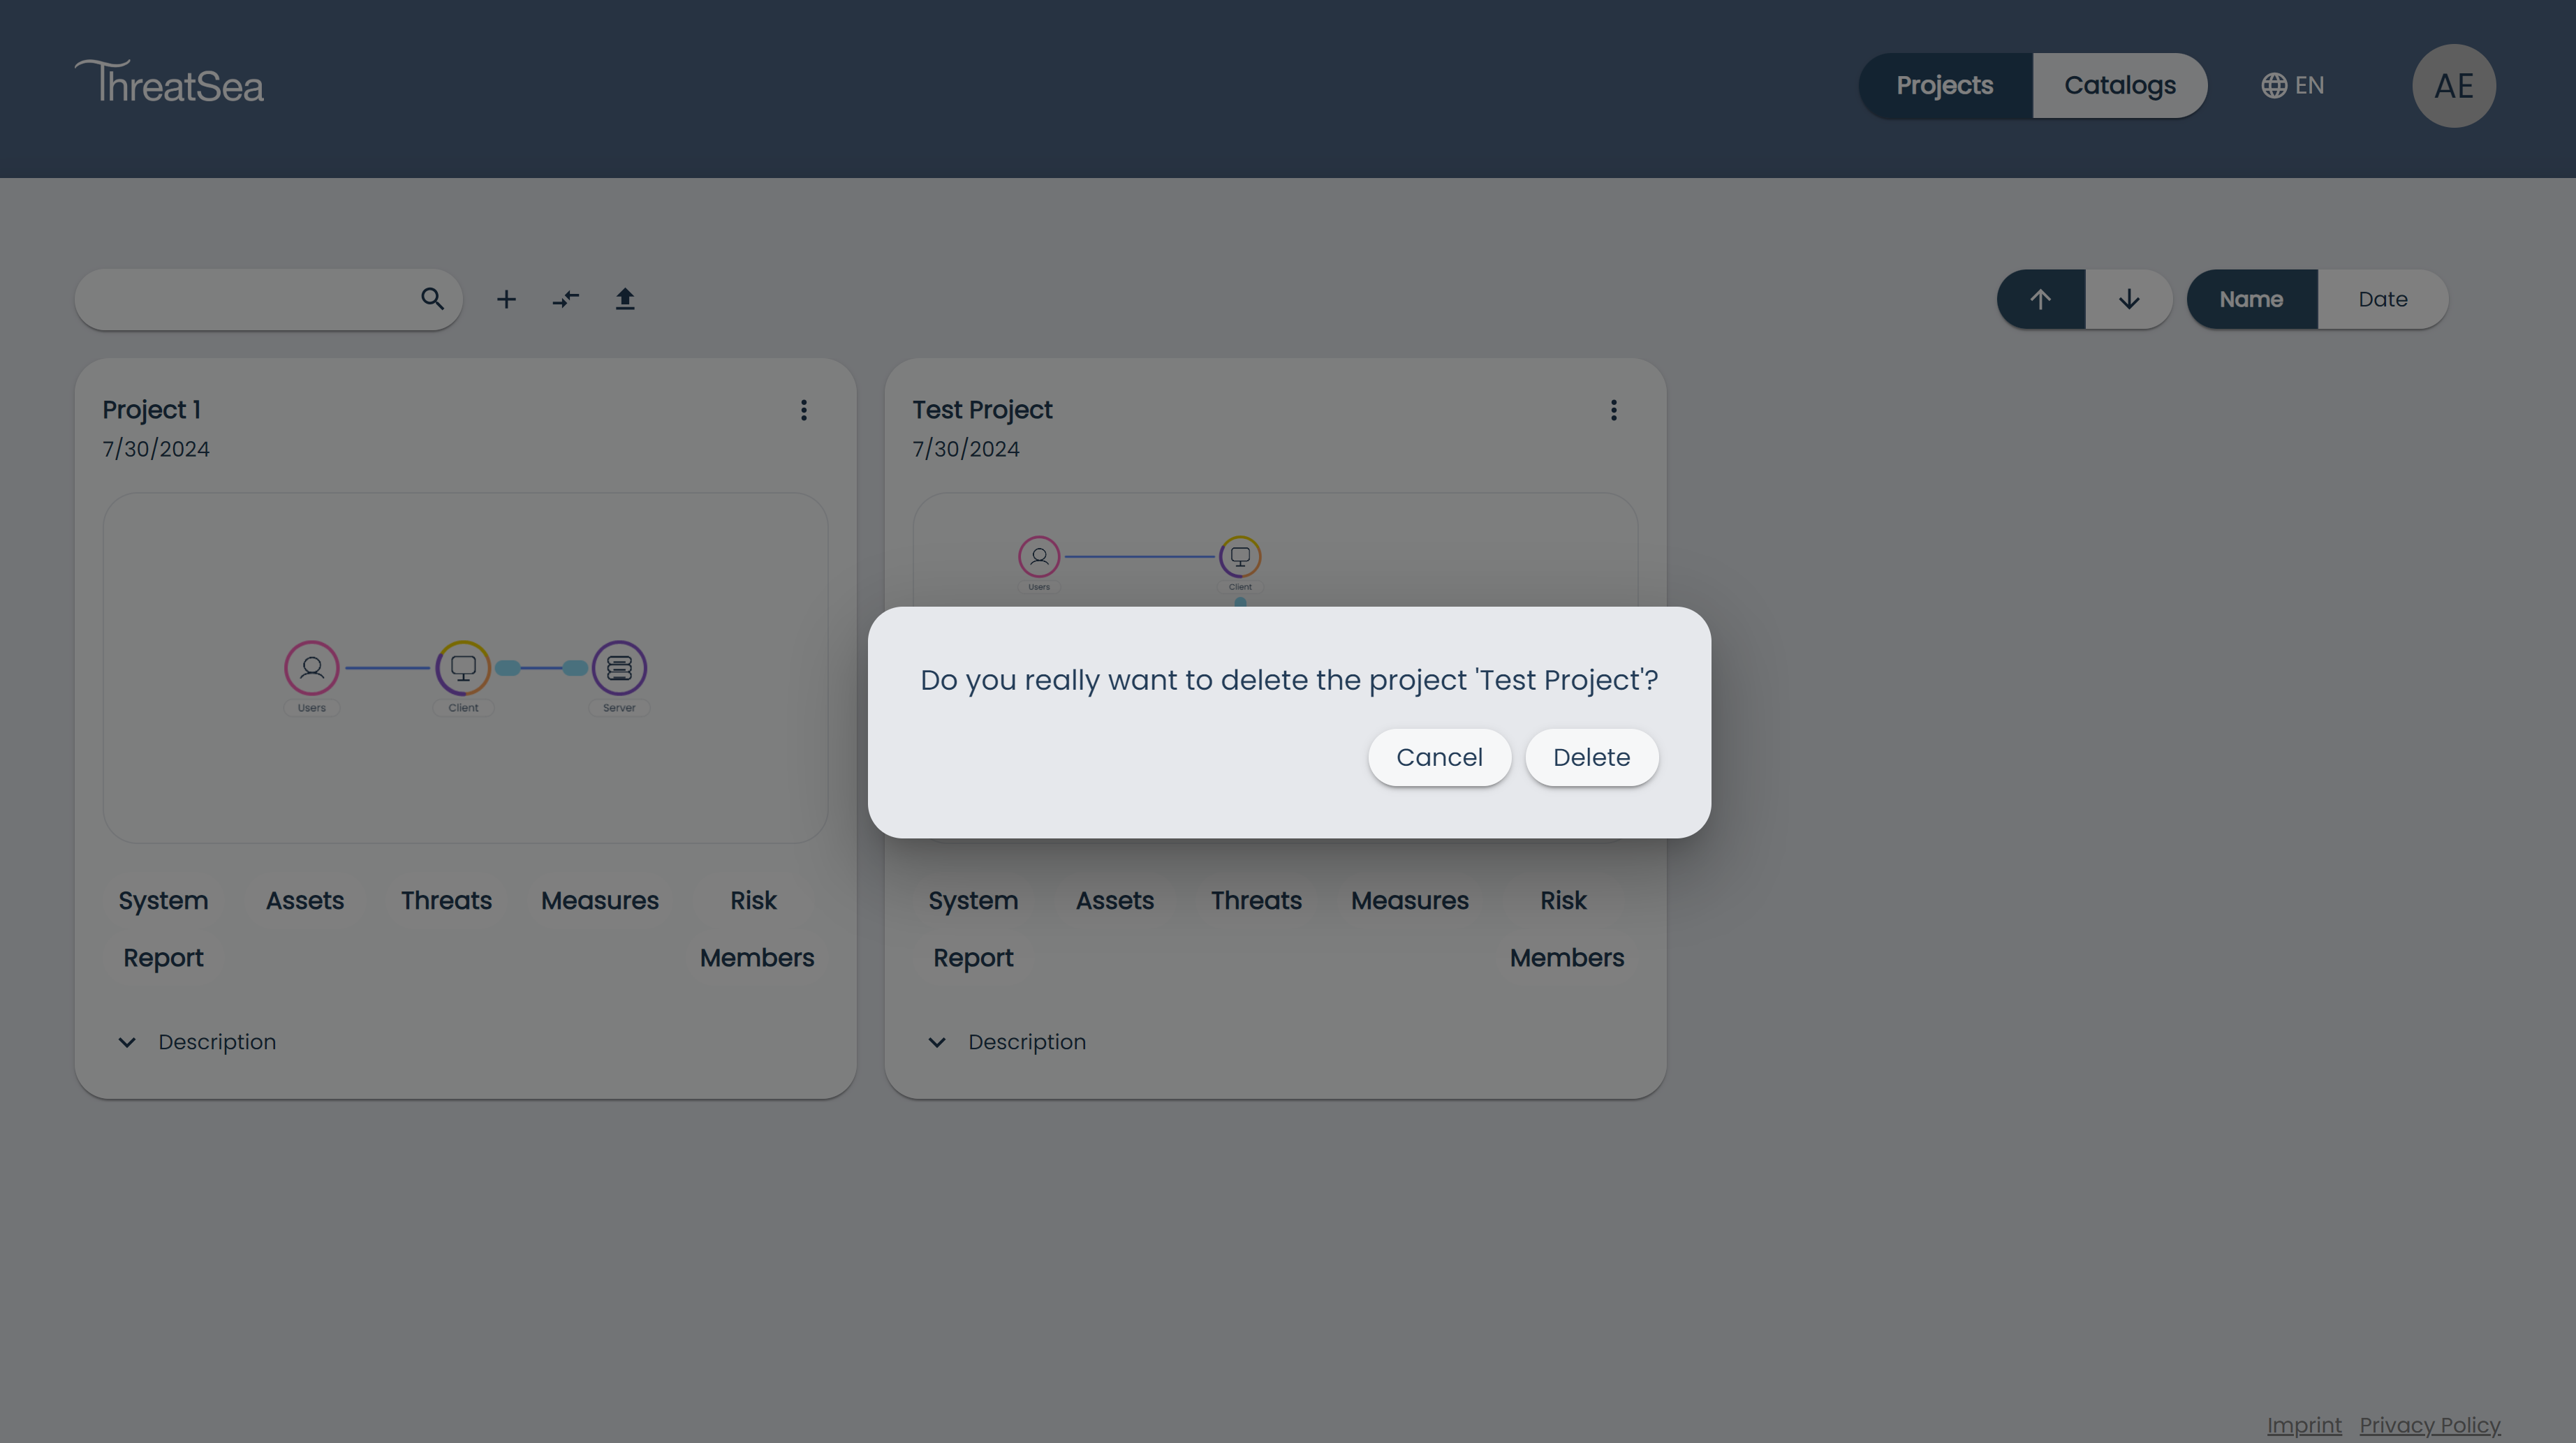 ThreatSea
Projects Catalogs EN AE
Name Date
Project 1
7/30/2024
Users Client Server
System Assets Threats Measures Risk
Report Members
Description
Test Project
7/30/2024
Users Client
Do you really want to delete the project 'Test Project'?
Cancel Delete
System Assets Threats Measures Risk
Report Members
Description
Imprint Privacy Policy